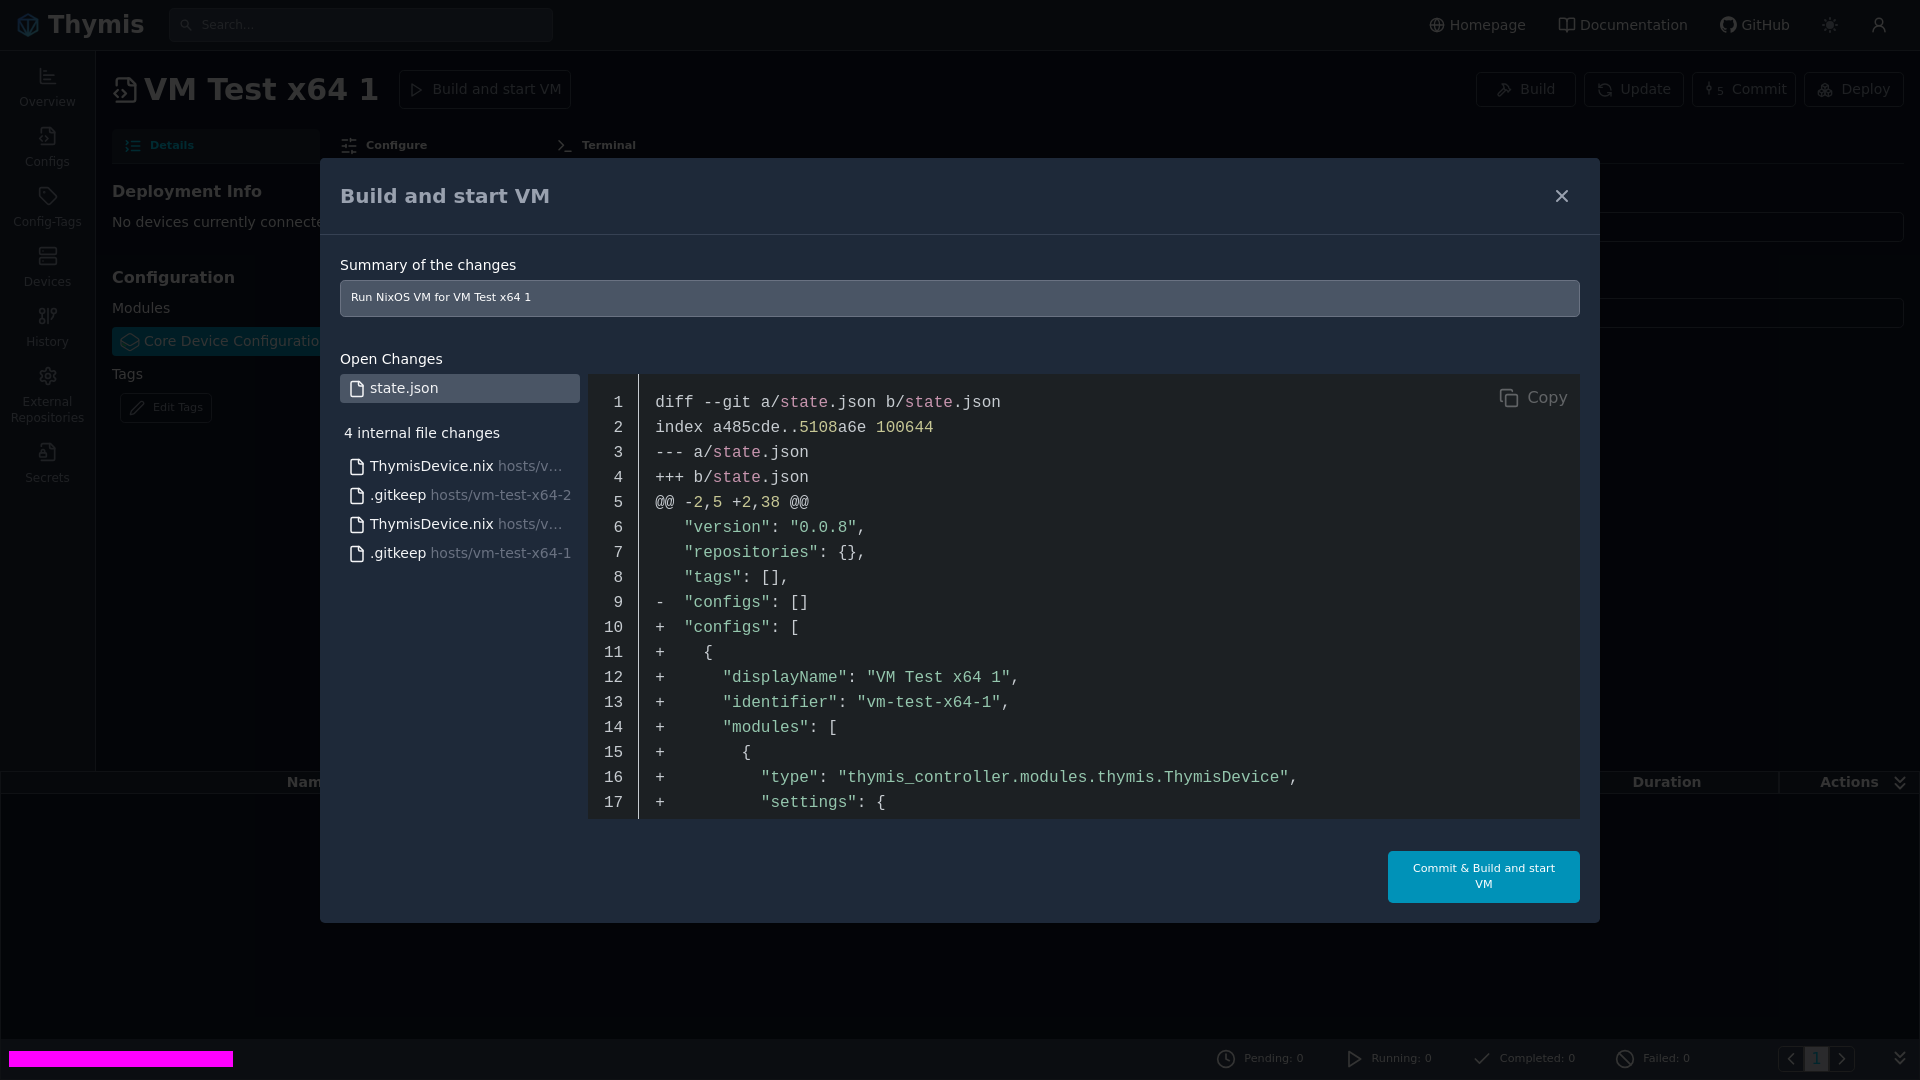 Thymis
Search...
Homepage
Documentation
GitHub
Overview
Configs
Config-Tags
Devices
History
External Repositories
Secrets
VM Test x64 1
Build and start VM
Build
Update
5 Commit
Deploy
Details
Configure
Terminal
Deployment Info
No devices currently connecte
Configuration
Modules
Core Device Configuratio
Tags
Edit Tags
Build and start VM
Summary of the changes
Run NixOS VM for VM Test x64 1
Open Changes
state.json
4 internal file changes
ThymisDevice.nix hosts/v...
.gitkeep hosts/vm-test-x64-2
ThymisDevice.nix hosts/v...
.gitkeep hosts/vm-test-x64-1
Copy
1 diff --git a/state.json b/state.json
2 index a485cde..5108a6e 100644
3 --- a/state.json
4 +++ b/state.json
5 @@ -2,5 +2,38 @@
6    "version": "0.0.8",
7    "repositories": {},
8    "tags": [],
9 -  "configs": []
10 +  "configs": [
11 +    {
12 +      "displayName": "VM Test x64 1",
13 +      "identifier": "vm-test-x64-1",
14 +      "modules": [
15 +        {
16 +          "type": "thymis_controller.modules.thymis.ThymisDevice",
17 +          "settings": {
Commit & Build and start
VM
Nam
Duration
Actions
Pending: 0
Running: 0
Completed: 0
Failed: 0
1